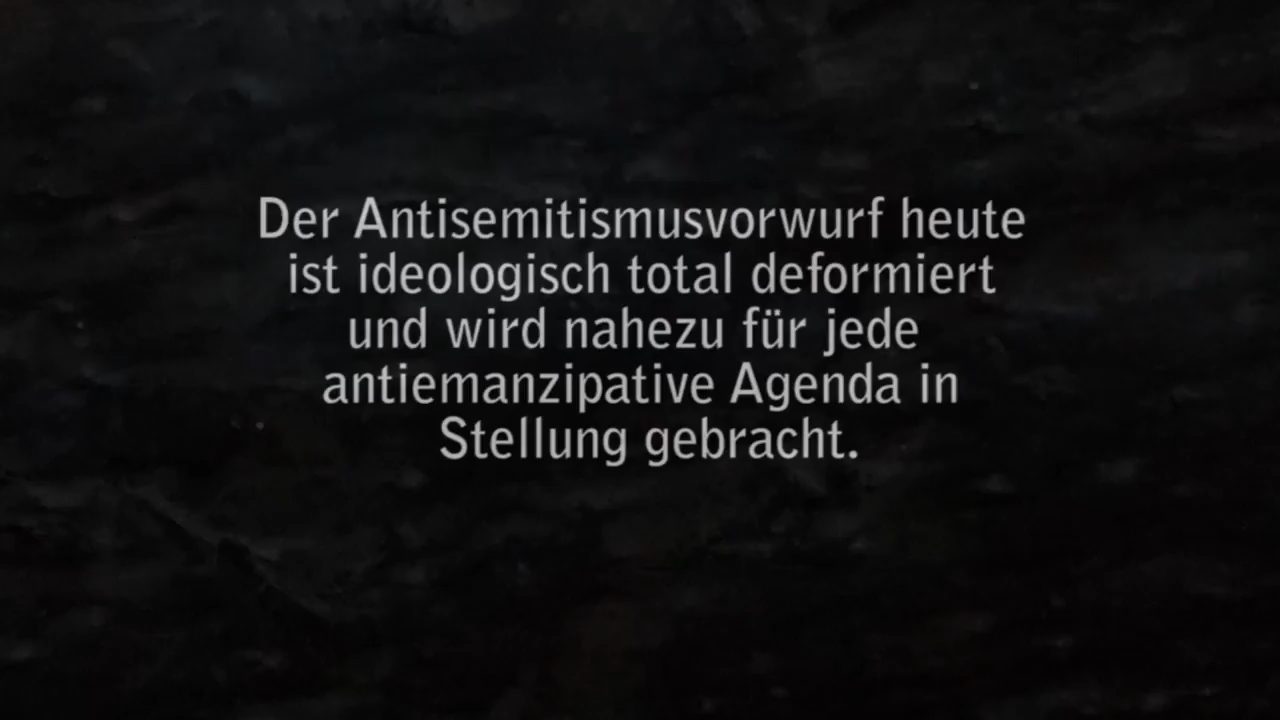 Der Antisemitismusvorwurf heute
ist ideologisch total deformiert
und wird nahezu für jede
antiemanzipative Agenda in
Stellung gebracht.